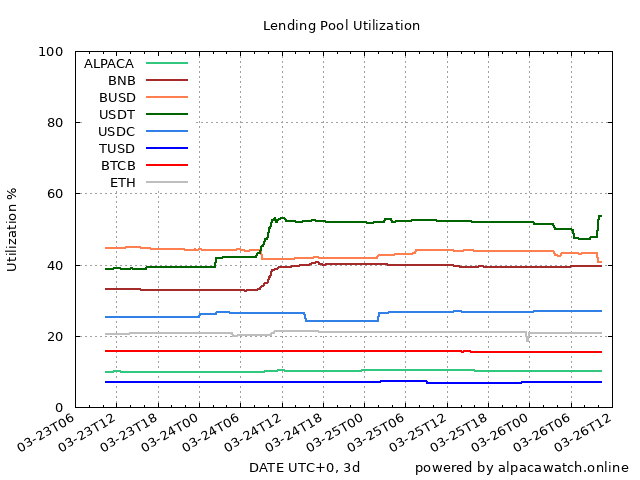 Lending Pool Utilization
Utilization %
100
80
60
40
20
0
ALPACA
BNB
BUSD
USDT
USDC
TUSD
BTCB
ETH
03-23T06
03-23T12
03-23T18
03-24T00
03-24T06
03-24T12
03-24T18
03-25T00
03-25T06
03-25T12
03-25T18
03-26T00
03-26T06
03-26T12
DATE UTC+0, 3d
powered by alpacawatch.online